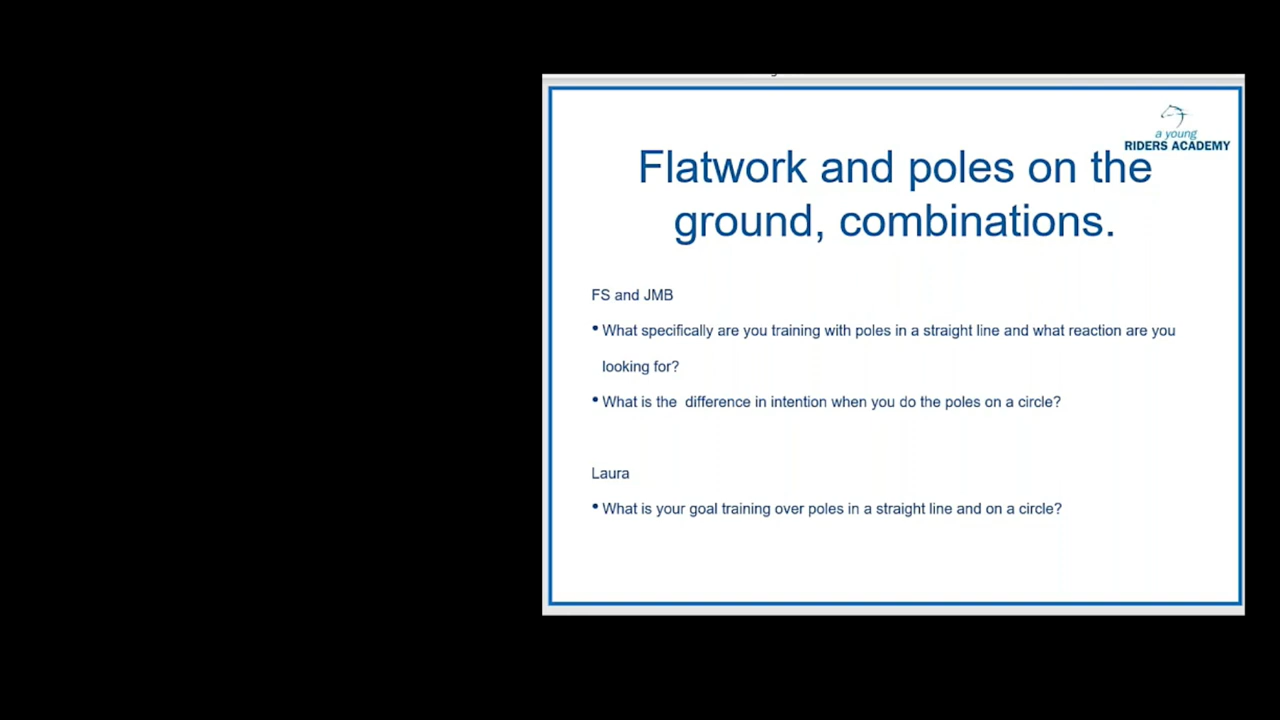 a young
RIDERS ACADEMY
Flatwork and poles on the
ground, combinations.
FS and JMB
• What specifically are you training with poles in a straight line and what reaction are you
looking for?
• What is the  difference in intention when you do the poles on a circle?
Laura
• What is your goal training over poles in a straight line and on a circle?